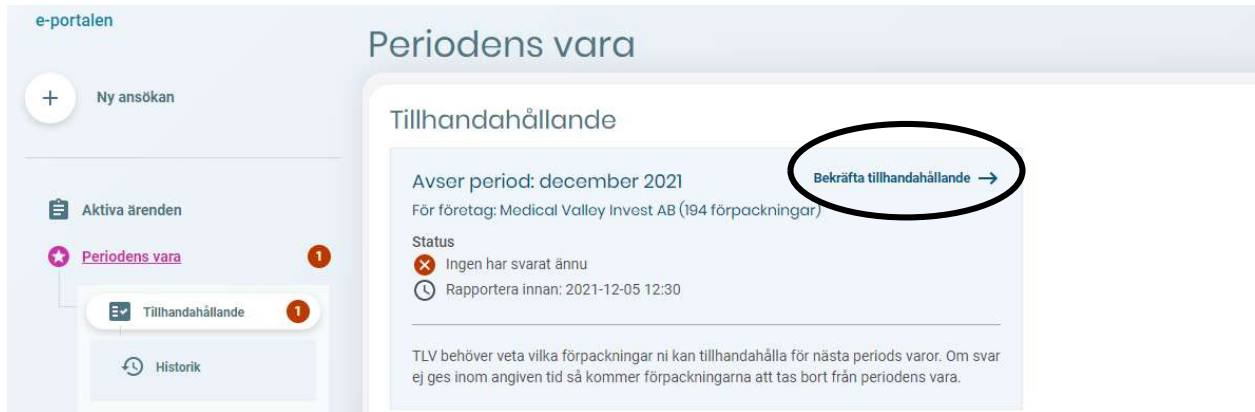 e-portalen
Ny ansökan
Aktiva ärenden
Periodens vara
1
Tillhandahållande
1
Historik
Periodens vara
Tillhandahållande
Avser period: december 2021
Bekräfta tillhandahållande →
För företag: Medical Valley Invest AB (194 förpackningar)
Status
Ingen har svarat ännu
Rapportera innan: 2021-12-05 12:30
TLV behöver veta vilka förpackningar ni kan tillhandahålla för nästa periods varor. Om svar
ej ges inom angiven tid så kommer förpackningarna att tas bort från periodens vara.